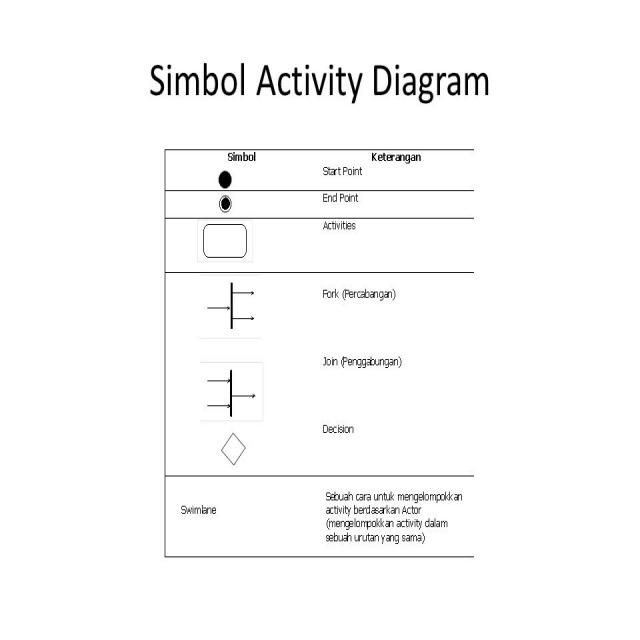 Simbol Activity Diagram
Simbol Keterangan
Start Point
End Point
Activities
Fork (Percabangan)
Join (Penggabungan)
Decision
Swimlane
Sebuah cara untuk mengelompokkan
activity berdasarkan Actor
(mengelompokkan activity dalam
sebuah urutan yang sama)